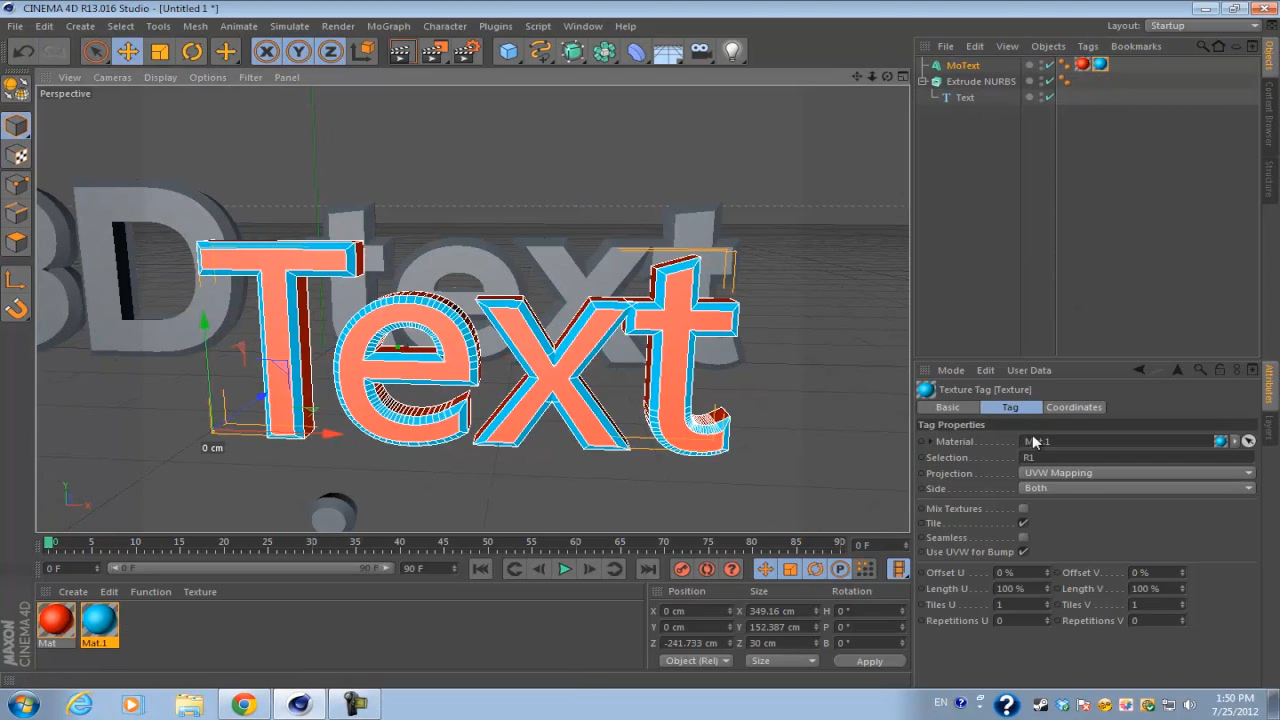 CINEMA 4D R13.016 Studio - [Untitled 1 *]
File Edit Create Select Tools Mesh Animate Simulate Render MoGraph Character Plugins Script Window Help
Layout: Startup
X Y Z
File Edit View Objects Tags Bookmarks
View Cameras Display Options Filter Panel
MoText
Extrude NURBS
Text
Perspective
3D text
Text
0 cm
Y
X
Objects
Content Browser
Structure
Attributes
Layers
Mode Edit User Data
Texture Tag [Texture]
Basic Tag Coordinates
Tag Properties
Material
Selection R1
Projection UVW Mapping
Side Both
Mix Textures
Tile
Seamless
Use UVW for Bump
Offset U 0 % Offset V 0 %
Length U 100 % Length V 100 %
Tiles U 1 Tiles V 1
Repetitions U 0 Repetitions V 0
0 5 10 15 20 25 30 35 40 45 50 55 60 65 70 75 80 85 90 0 F
0 F 0 F 90 F 90 F
Create Edit Function Texture
Mat Mat.1
Position Size Rotation
X 0 cm X 349.16 cm H 0 °
Y 0 cm Y 152.387 cm P 0 °
Z -241.733 cm Z 30 cm B 0 °
Object (Rel) Size Apply
MAXON
CINEMA 4D
EN
1:50 PM
7/25/2012